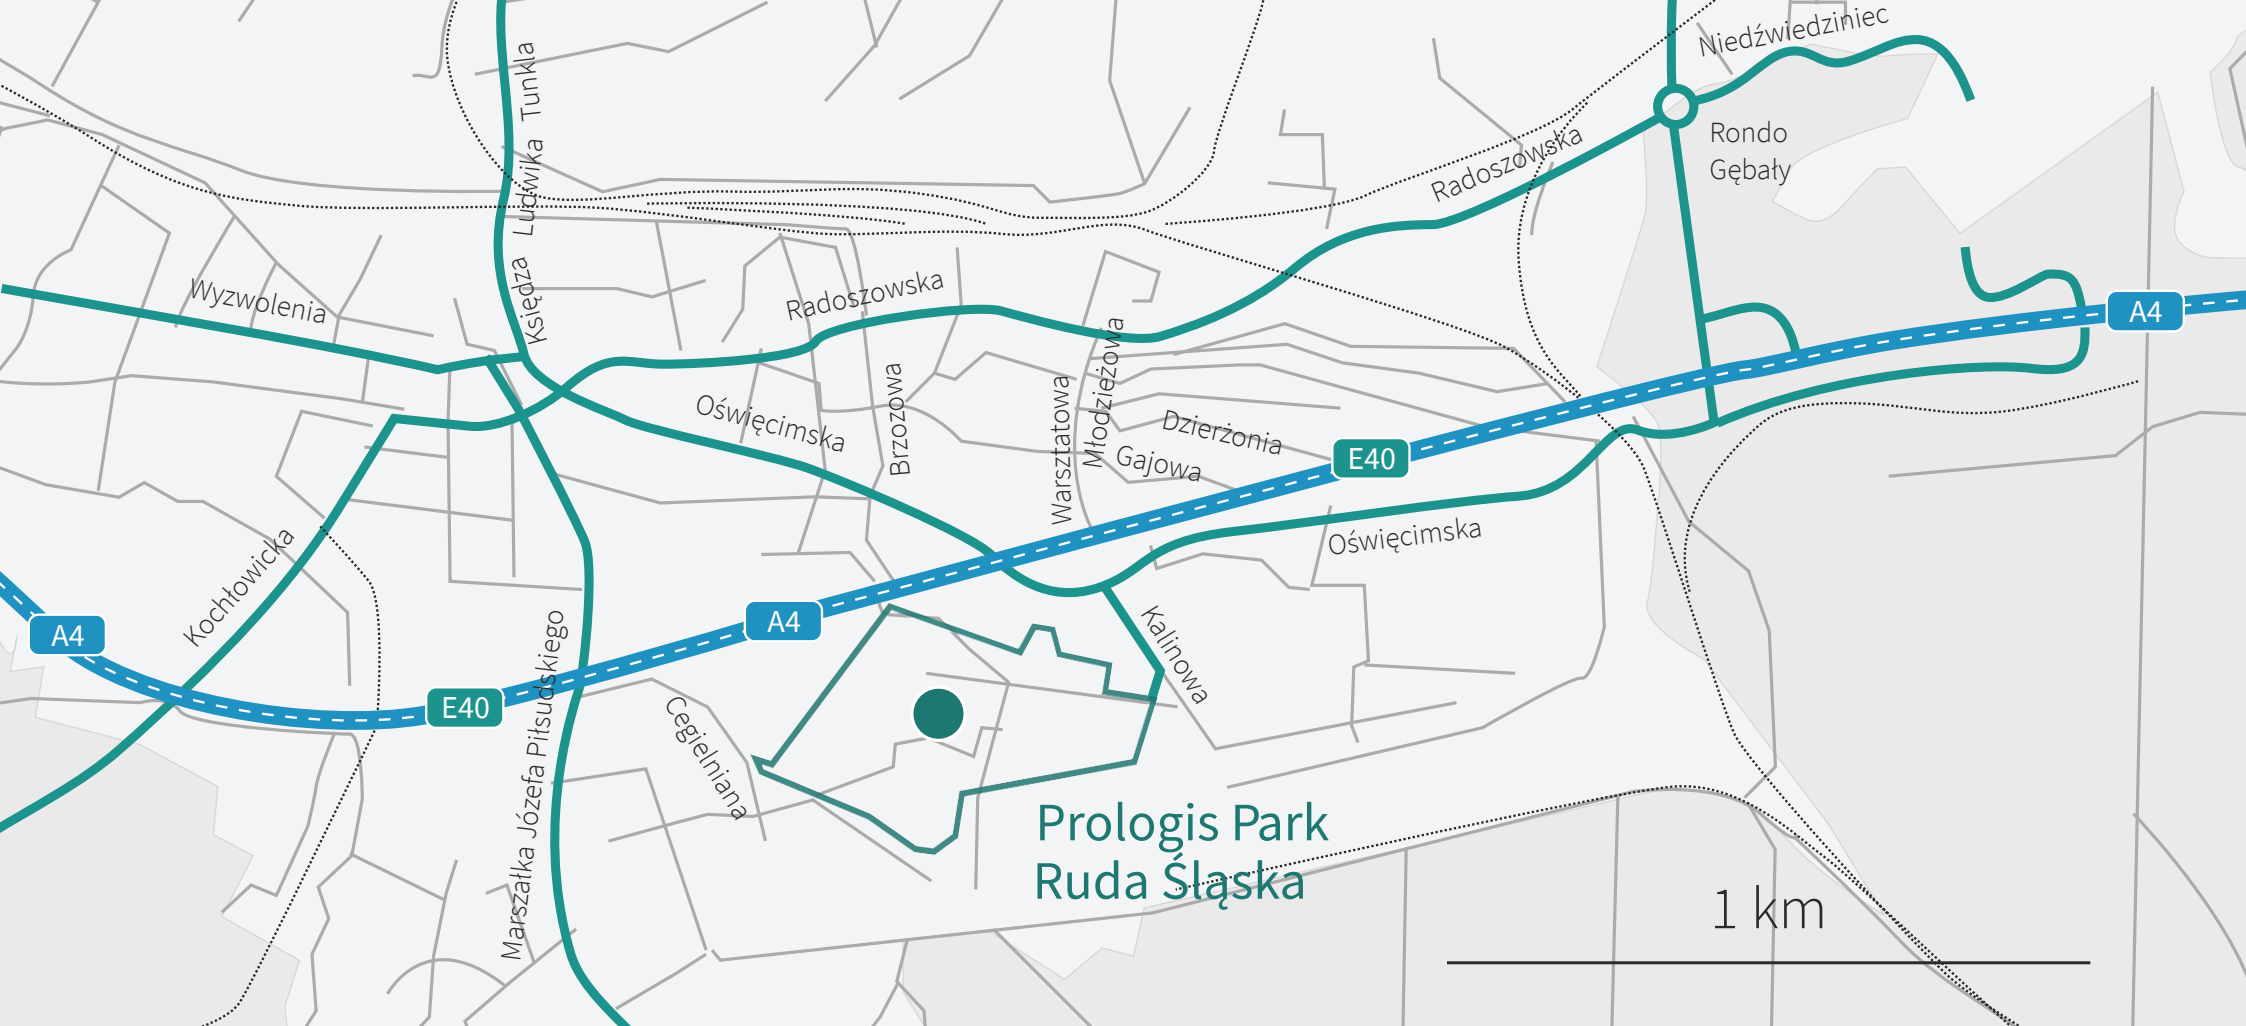 Niedźwiedziniec
Księdza Ludwika Tunkla
Rondo
Gębały
Radoszowska
Wyzwolenia
Radoszowska
A4
Oświęcimska
Brzozowa
Warsztatowa
Młodzieżowa
Dzierżonia
Gajowa
E40
Oświęcimska
Kochłowicka
A4
A4
Kalinowa
E40
Marszałka Józefa Piłsudskiego
Cegielniana
Prologis Park
Ruda Śląska
1 km